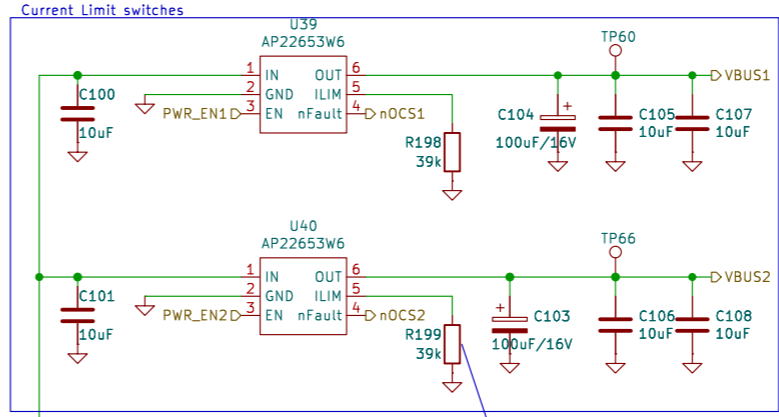 Current Limit switches
U39
AP22653W6
TP60
1 IN OUT 6
VBUS1
C100
2 GND ILIM 5
PWR_EN1 3 EN nFault 4 nOCS1
10uF
C104 +
100uF/16V
C105
10uF
C107
10uF
R198
39k
U40
AP22653W6
TP66
1 IN OUT 6
VBUS2
C101
2 GND ILIM 5
PWR_EN2 3 EN nFault 4 nOCS2
10uF
+ C103
100uF/16V
C106
10uF
C108
10uF
R199
39k